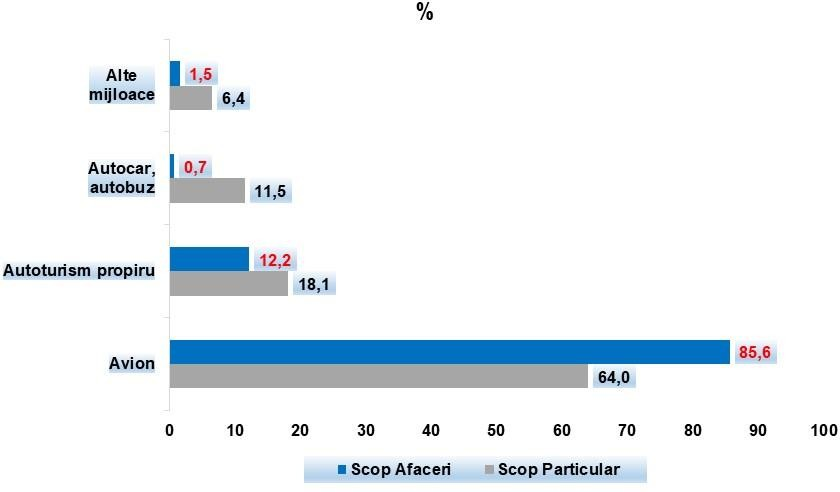 %
Alte
mijloace
1,5
6,4
Autocar,
autobuz
0,7
11,5
Autoturism propiru
12,2
18,1
Avion
85,6
64,0
0 10 20 30 40 50 60 70 80 90 100
Scop Afaceri Scop Particular